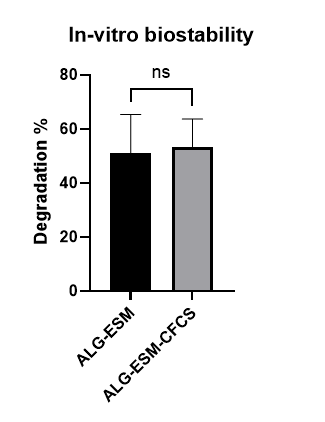 In-vitro biostability
ns
Degradation %
80
60
40
20
0
ALG-ESM
ALG-ESM-CFCS